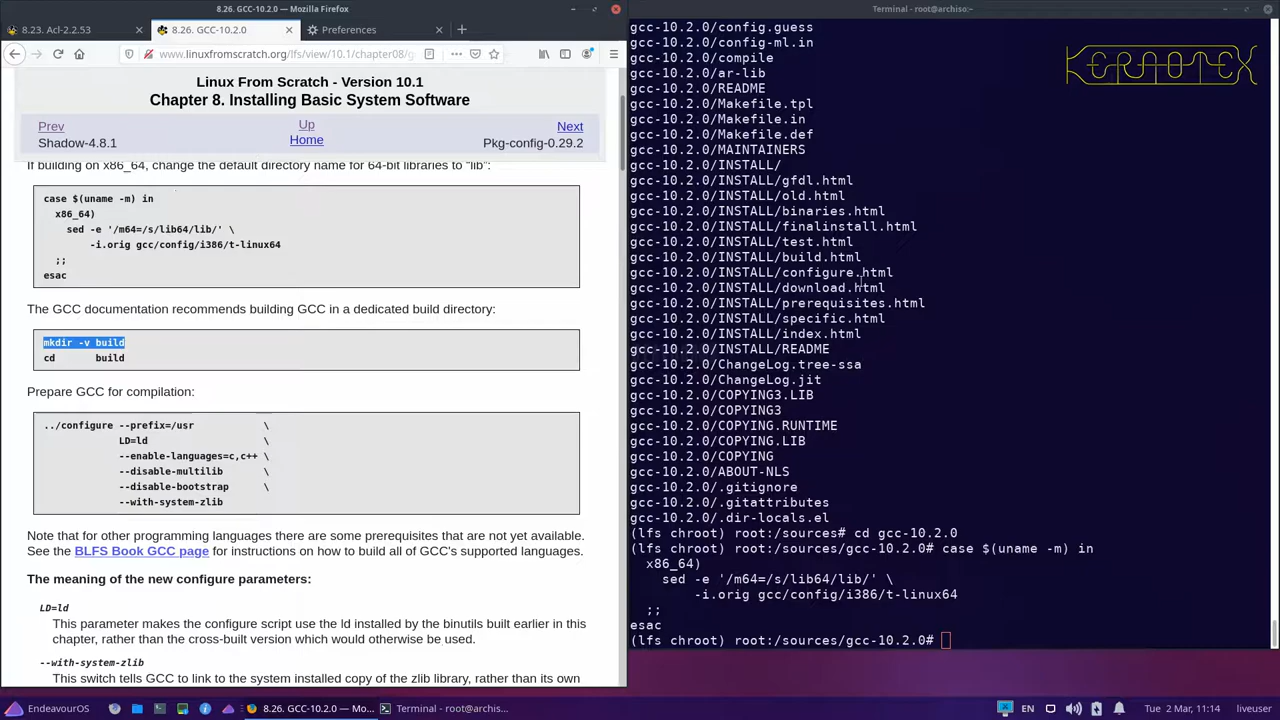 8.26. GCC-10.2.0 — Mozilla Firefox
8.23. Acl-2.2.53
8.26. GCC-10.2.0
Preferences
www.linuxfromscratch.org/lfs/view/10.1/chapter08/g
Linux From Scratch - Version 10.1
Chapter 8. Installing Basic System Software
Prev
Up
Next
Shadow-4.8.1
Home
Pkg-config-0.29.2
If building on x86_64, change the default directory name for 64-bit libraries to “lib”:
case $(uname -m) in
  x86_64)
    sed -e '/m64=/s/lib64/lib/' \
        -i.orig gcc/config/i386/t-linux64
  ;;
esac
The GCC documentation recommends building GCC in a dedicated build directory:
mkdir -v build
cd       build
Prepare GCC for compilation:
../configure --prefix=/usr            \
             LD=ld                    \
             --enable-languages=c,c++ \
             --disable-multilib       \
             --disable-bootstrap      \
             --with-system-zlib
Note that for other programming languages there are some prerequisites that are not yet available.
See the BLFS Book GCC page for instructions on how to build all of GCC's supported languages.
The meaning of the new configure parameters:
LD=ld
This parameter makes the configure script use the ld installed by the binutils built earlier in this
chapter, rather than the cross-built version which would otherwise be used.
--with-system-zlib
This switch tells GCC to link to the system installed copy of the zlib library, rather than its own
Terminal - root@archiso:~
KERNOTEX
gcc-10.2.0/config.guess
gcc-10.2.0/config-ml.in
gcc-10.2.0/compile
gcc-10.2.0/ar-lib
gcc-10.2.0/README
gcc-10.2.0/Makefile.tpl
gcc-10.2.0/Makefile.in
gcc-10.2.0/Makefile.def
gcc-10.2.0/MAINTAINERS
gcc-10.2.0/INSTALL/
gcc-10.2.0/INSTALL/gfdl.html
gcc-10.2.0/INSTALL/old.html
gcc-10.2.0/INSTALL/binaries.html
gcc-10.2.0/INSTALL/finalinstall.html
gcc-10.2.0/INSTALL/test.html
gcc-10.2.0/INSTALL/build.html
gcc-10.2.0/INSTALL/configure.html
gcc-10.2.0/INSTALL/download.html
gcc-10.2.0/INSTALL/prerequisites.html
gcc-10.2.0/INSTALL/specific.html
gcc-10.2.0/INSTALL/index.html
gcc-10.2.0/INSTALL/README
gcc-10.2.0/ChangeLog.tree-ssa
gcc-10.2.0/ChangeLog.jit
gcc-10.2.0/COPYING3.LIB
gcc-10.2.0/COPYING3
gcc-10.2.0/COPYING.RUNTIME
gcc-10.2.0/COPYING.LIB
gcc-10.2.0/COPYING
gcc-10.2.0/ABOUT-NLS
gcc-10.2.0/.gitignore
gcc-10.2.0/.gitattributes
gcc-10.2.0/.dir-locals.el
(lfs chroot) root:/sources# cd gcc-10.2.0
(lfs chroot) root:/sources/gcc-10.2.0# case $(uname -m) in
  x86_64)
    sed -e '/m64=/s/lib64/lib/' \
        -i.orig gcc/config/i386/t-linux64
  ;;
esac
(lfs chroot) root:/sources/gcc-10.2.0#
EndeavourOS
8.26. GCC-10.2.0 — Mo...
Terminal - root@archis...
EN
Tue 2 Mar, 11:14
liveuser